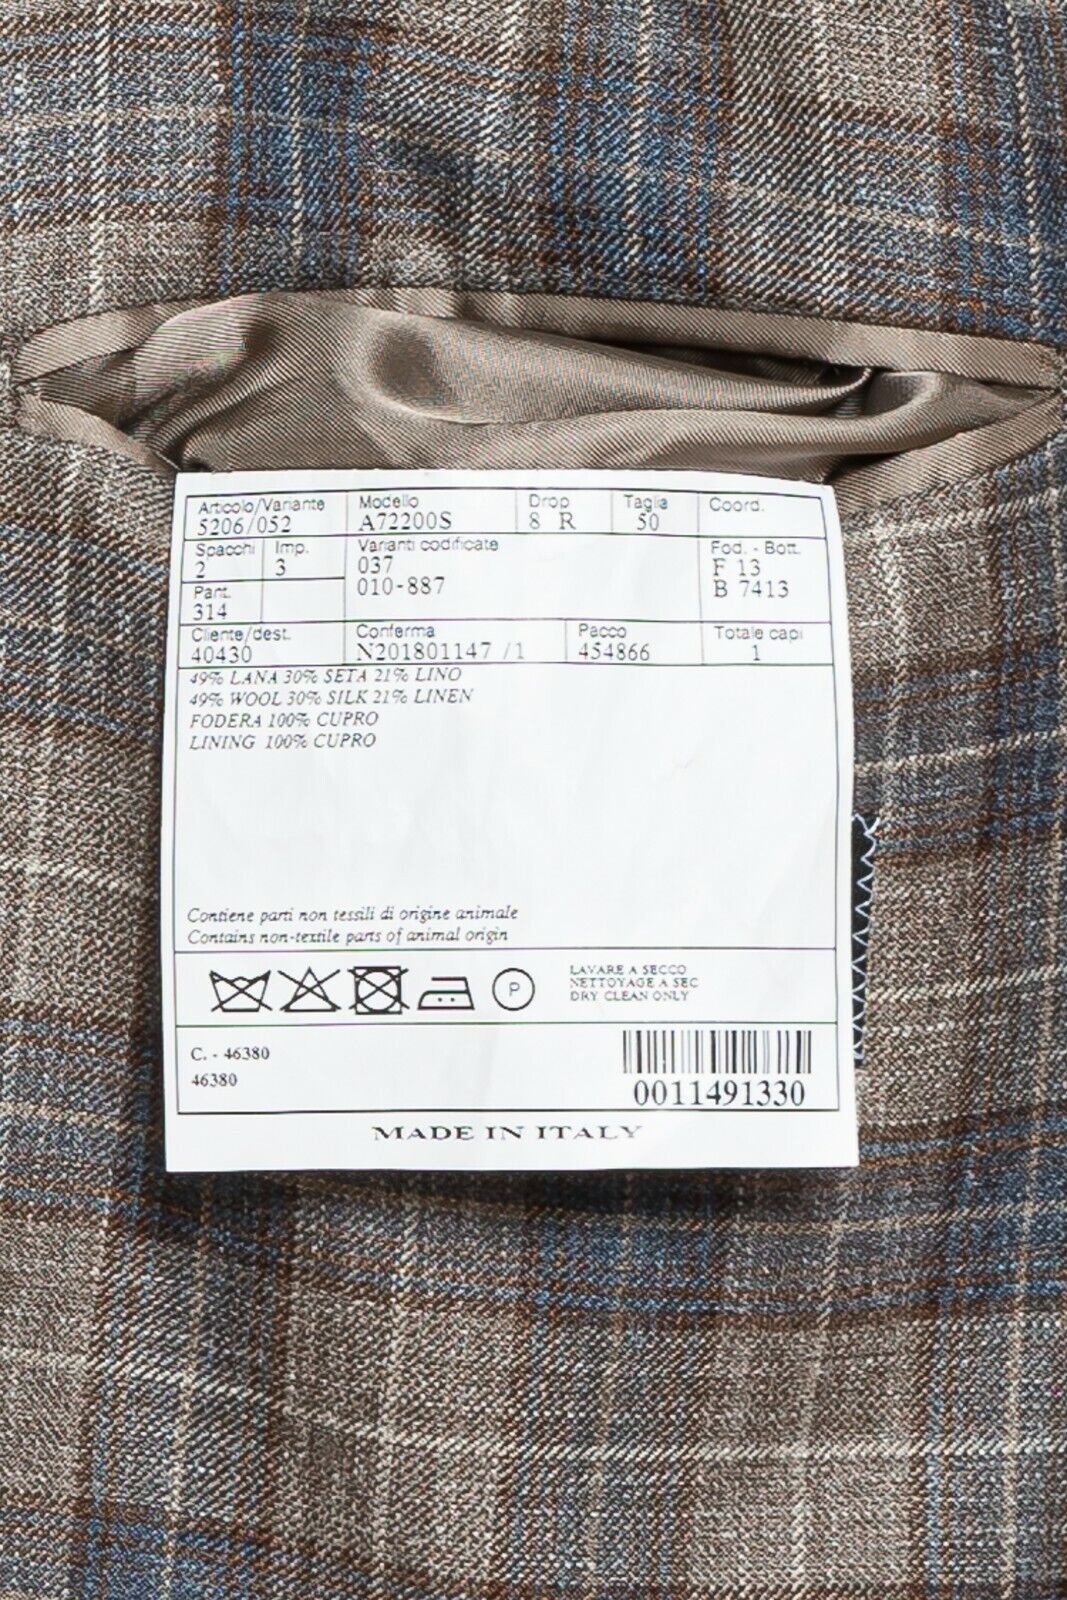 Articolo/Variante Modello Drop Taglia Coord.
5206/052 A72200S 8 R 50
Spacchi Imp. Varianti codificate Fod. - Bott.
2 3 037 F 13
010-887 B 7413
Part.
314
Cliente/dest. Conferma Pacco Totale capi
40430 N201801147 /1 454866 1
49% LANA 30% SETA 21% LINO
49% WOOL 30% SILK 21% LINEN
FODERA 100% CUPRO
LINING 100% CUPRO
Contiene parti non tessili di origine animale
Contains non-textile parts of animal origin
P
LAVARE A SECCO
NETTOYAGE A SEC
DRY CLEAN ONLY
C. - 46380
46380
0011491330
MADE IN ITALY